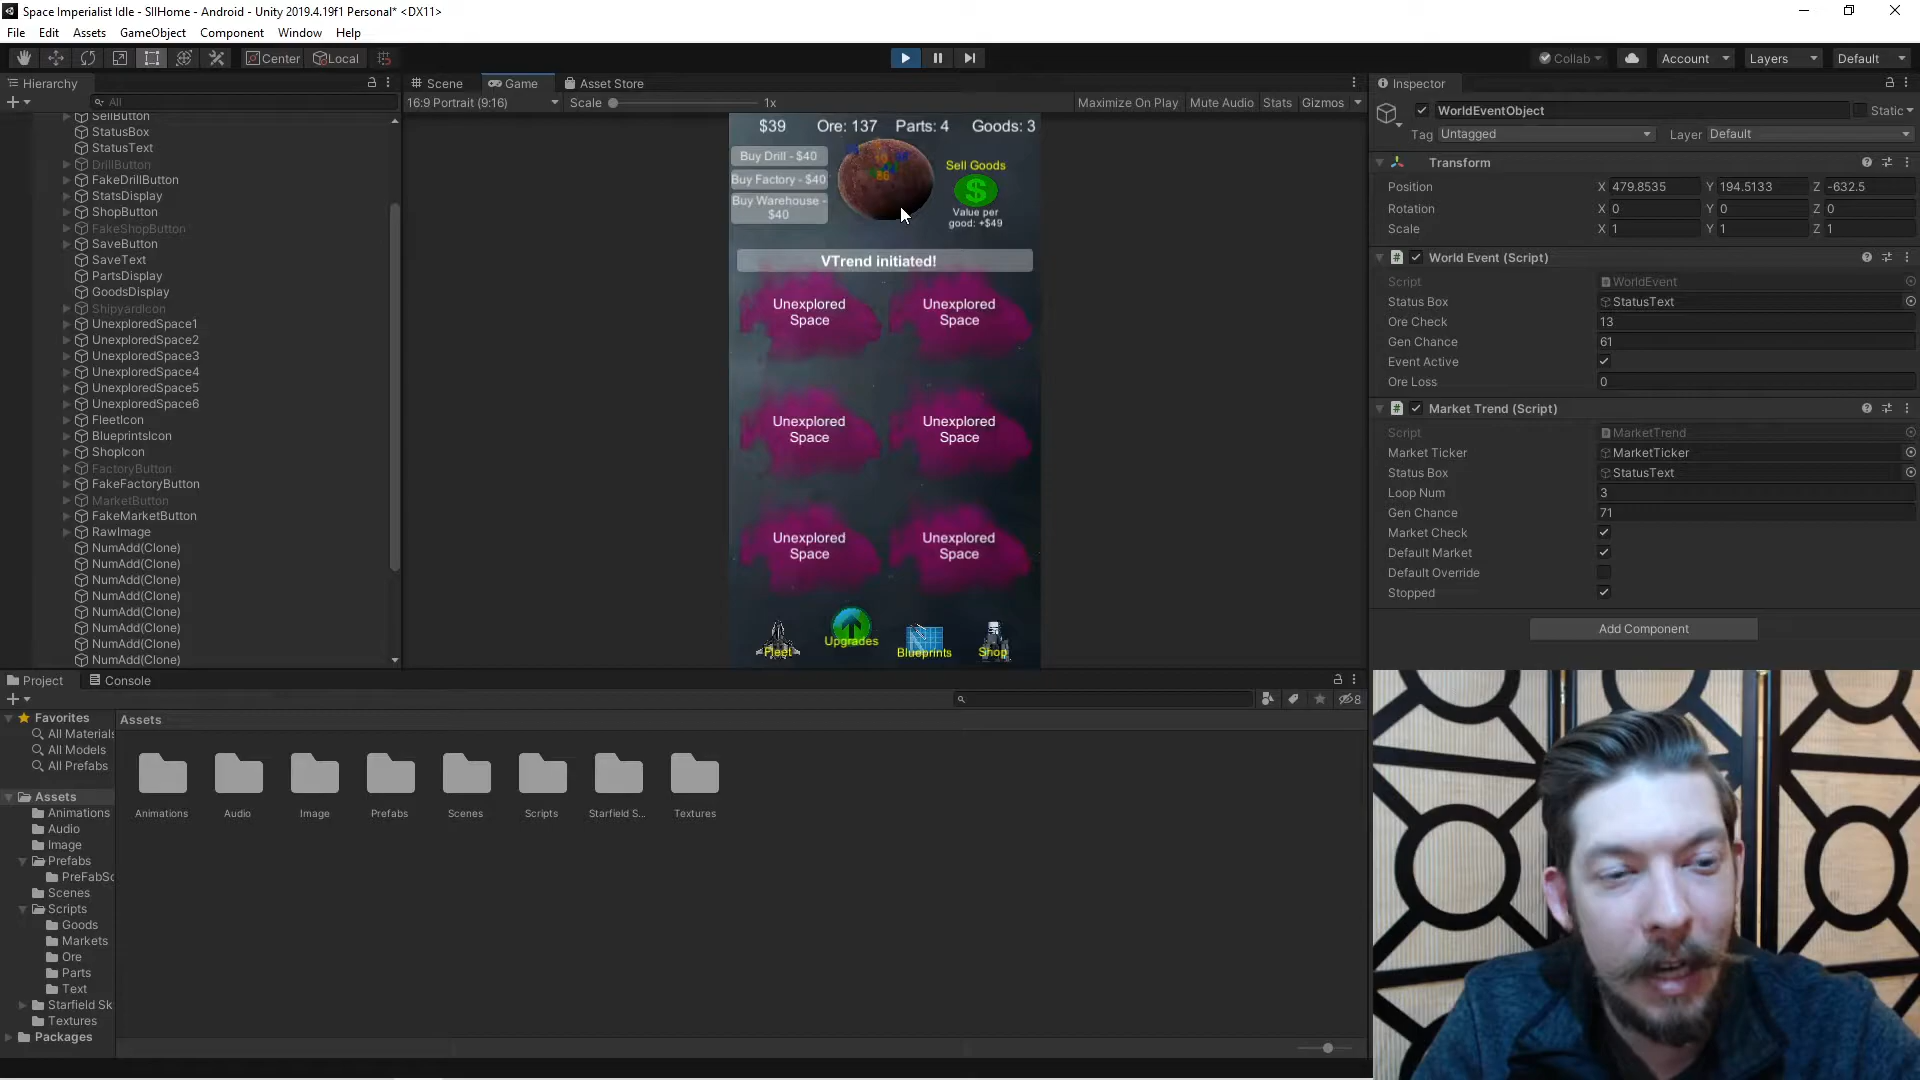 Space Imperialist Idle - SIIHome - Android - Unity 2019.4.19f1 Personal* <DX11>
File Edit Assets GameObject Component Window Help
Center Local Collab Account Layers Default
Hierarchy
All
SellButton
StatusBox
StatusText
DrillButton
FakeDrillButton
StatsDisplay
ShopButton
FakeShopButton
SaveButton
SaveText
PartsDisplay
GoodsDisplay
ShipyardIcon
UnexploredSpace1
UnexploredSpace2
UnexploredSpace3
UnexploredSpace4
UnexploredSpace5
UnexploredSpace6
FleetIcon
BlueprintsIcon
ShopIcon
FactoryButton
FakeFactoryButton
MarketButton
FakeMarketButton
RawImage
NumAdd(Clone)
NumAdd(Clone)
NumAdd(Clone)
NumAdd(Clone)
NumAdd(Clone)
NumAdd(Clone)
NumAdd(Clone)
NumAdd(Clone)
Scene Game Asset Store
16:9 Portrait (9:16) Scale 1x Maximize On Play Mute Audio Stats Gizmos
$39 Ore: 137 Parts: 4 Goods: 3
Buy Drill - $40
Buy Factory - $40
Buy Warehouse -
$40
Sell Goods
$
Value per
good: +$49
VTrend initiated!
Unexplored
Space
Unexplored
Space
Unexplored
Space
Unexplored
Space
Unexplored
Space
Unexplored
Space
Fleet Upgrades Blueprints Shop
Inspector
WorldEventObject Static
Tag Untagged Layer Default
Transform
Position X 479.8535 Y 194.5133 Z -632.5
Rotation X 0 Y 0 Z 0
Scale X 1 Y 1 Z 1
World Event (Script)
Script WorldEvent
Status Box StatusText
Ore Check 13
Gen Chance 61
Event Active
Ore Loss 0
Market Trend (Script)
Script MarketTrend
Market Ticker MarketTicker
Status Box StatusText
Loop Num 3
Gen Chance 71
Market Check
Default Market
Default Override
Stopped
Add Component
Project Console
8
Favorites
All Materials
All Models
All Prefabs
Assets
Animations
Audio
Image
Prefabs
PreFabSc
Scenes
Scripts
Goods
Markets
Ore
Parts
Text
Starfield Sk
Textures
Packages
Assets
Animations Audio Image Prefabs Scenes Scripts Starfield S... Textures